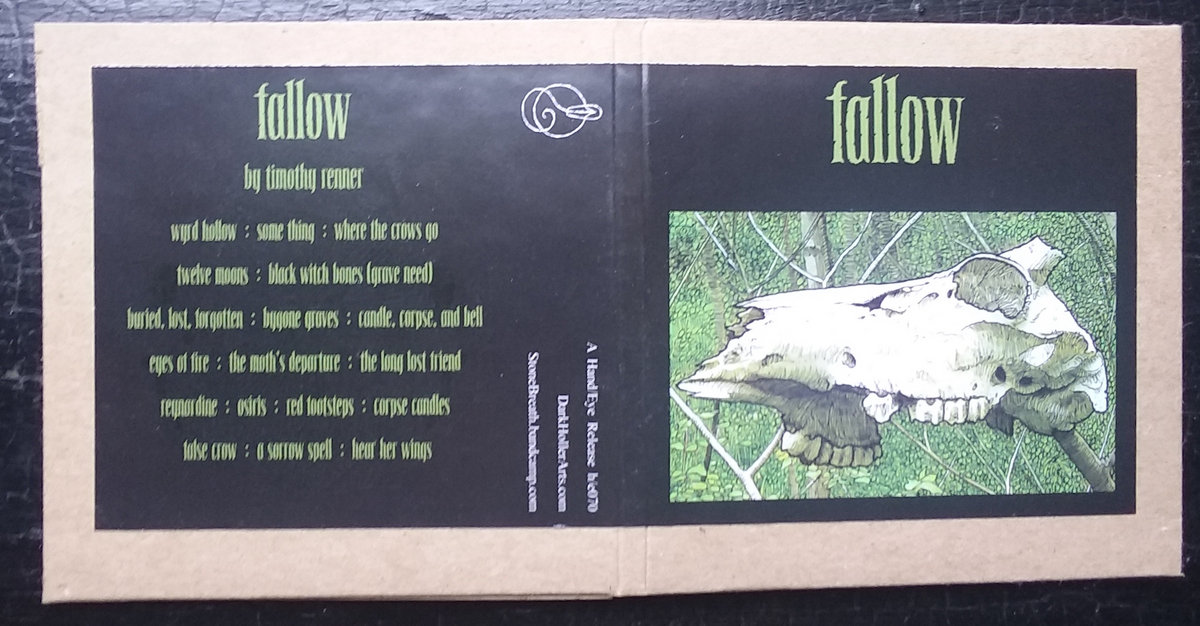 fallow
by timothy renner
wyrd hollow : some thing : where the crows go
twelve moons : black witch bones (grave need)
buried, lost, forgotten : bygone graves : candle, corpse, and bell
eyes of fire : the moth's departure : the long lost friend
reynardine : osiris : red footsteps : corpse candles
false crow : a sorrow spell : hear her wings
A Hand/Eye Release h/e070
DarkHollerArts.com
StoneBreath.bandcamp.com
fallow